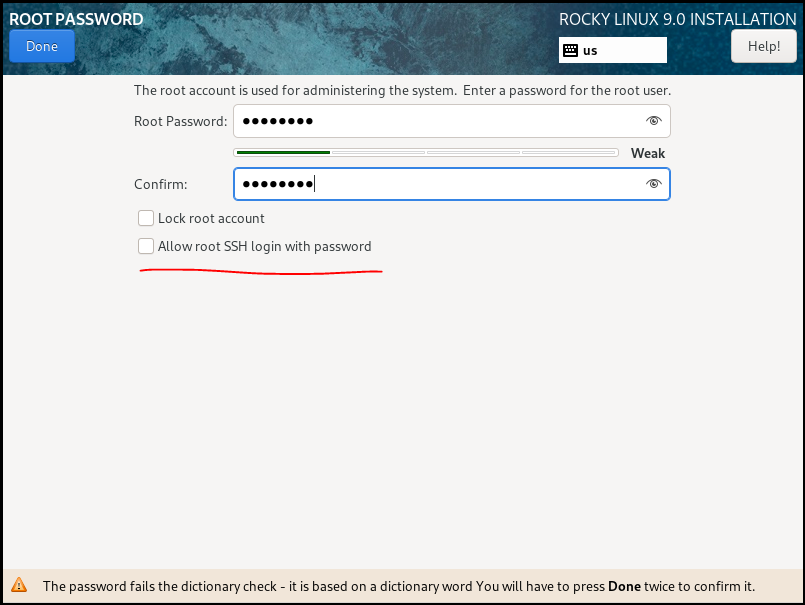 ROOT PASSWORD
ROCKY LINUX 9.0 INSTALLATION
Done
us
Help!
The root account is used for administering the system. Enter a password for the root user.
Root Password: ●●●●●●●●
Weak
Confirm: ●●●●●●●●
Lock root account
Allow root SSH login with password
The password fails the dictionary check - it is based on a dictionary word You will have to press Done twice to confirm it.